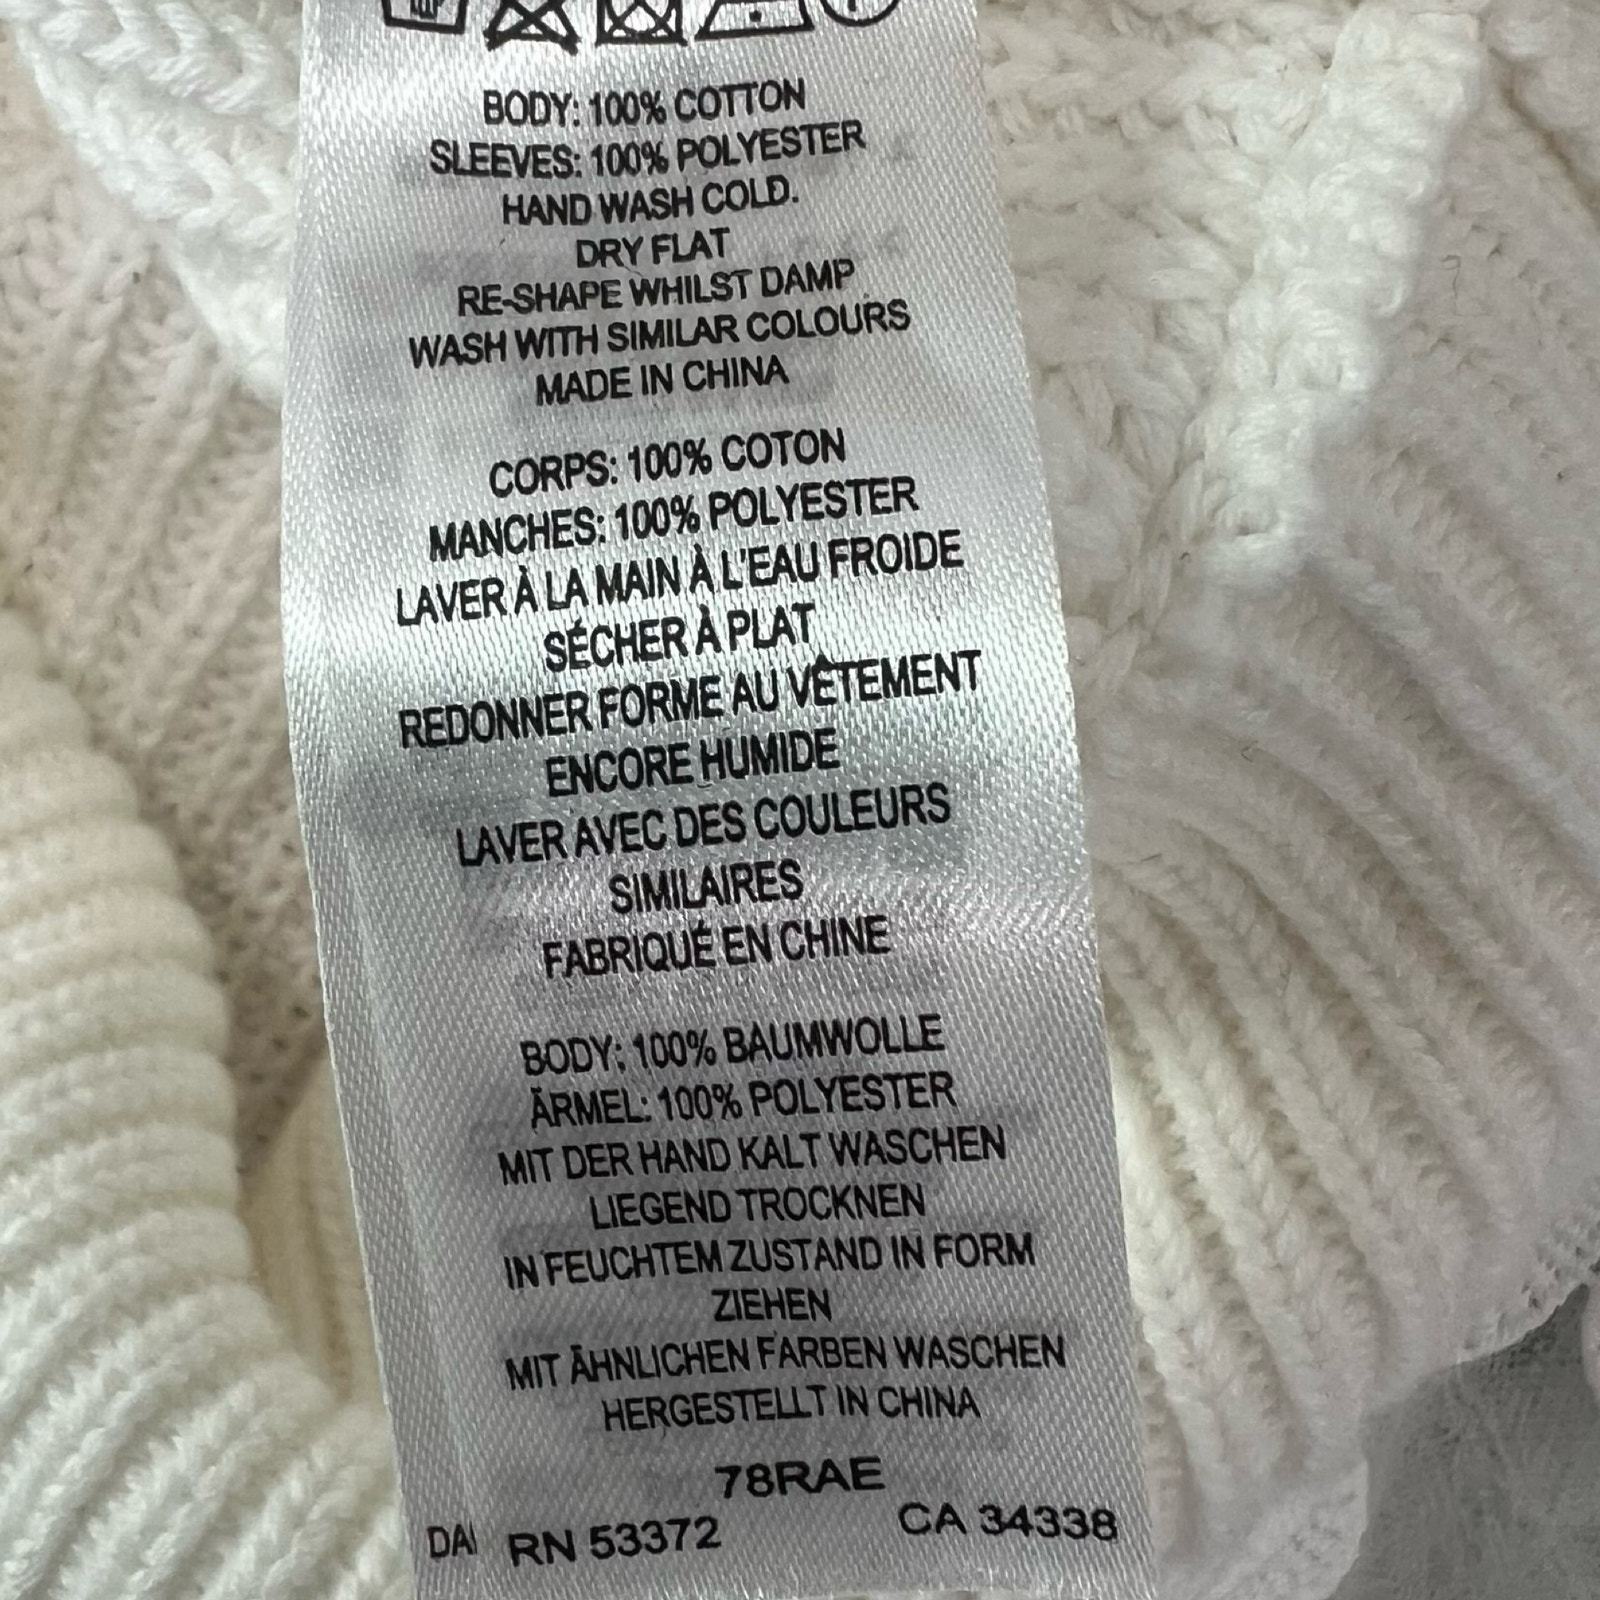 BODY: 100% COTTON
SLEEVES: 100% POLYESTER
HAND WASH COLD.
DRY FLAT
RE-SHAPE WHILST DAMP
WASH WITH SIMILAR COLOURS
MADE IN CHINA
CORPS: 100% COTON
MANCHES: 100% POLYESTER
LAVER À LA MAIN À L'EAU FROIDE
SÉCHER À PLAT
REDONNER FORME AU VÊTEMENT
ENCORE HUMIDE
LAVER AVEC DES COULEURS
SIMILAIRES
FABRIQUÉ EN CHINE
BODY: 100% BAUMWOLLE
ÄRMEL: 100% POLYESTER
MIT DER HAND KALT WASCHEN
LIEGEND TROCKNEN
IN FEUCHTEM ZUSTAND IN FORM
ZIEHEN
MIT ÄHNLICHEN FARBEN WASCHEN
HERGESTELLT IN CHINA
78RAE
RN 53372 CA 34338